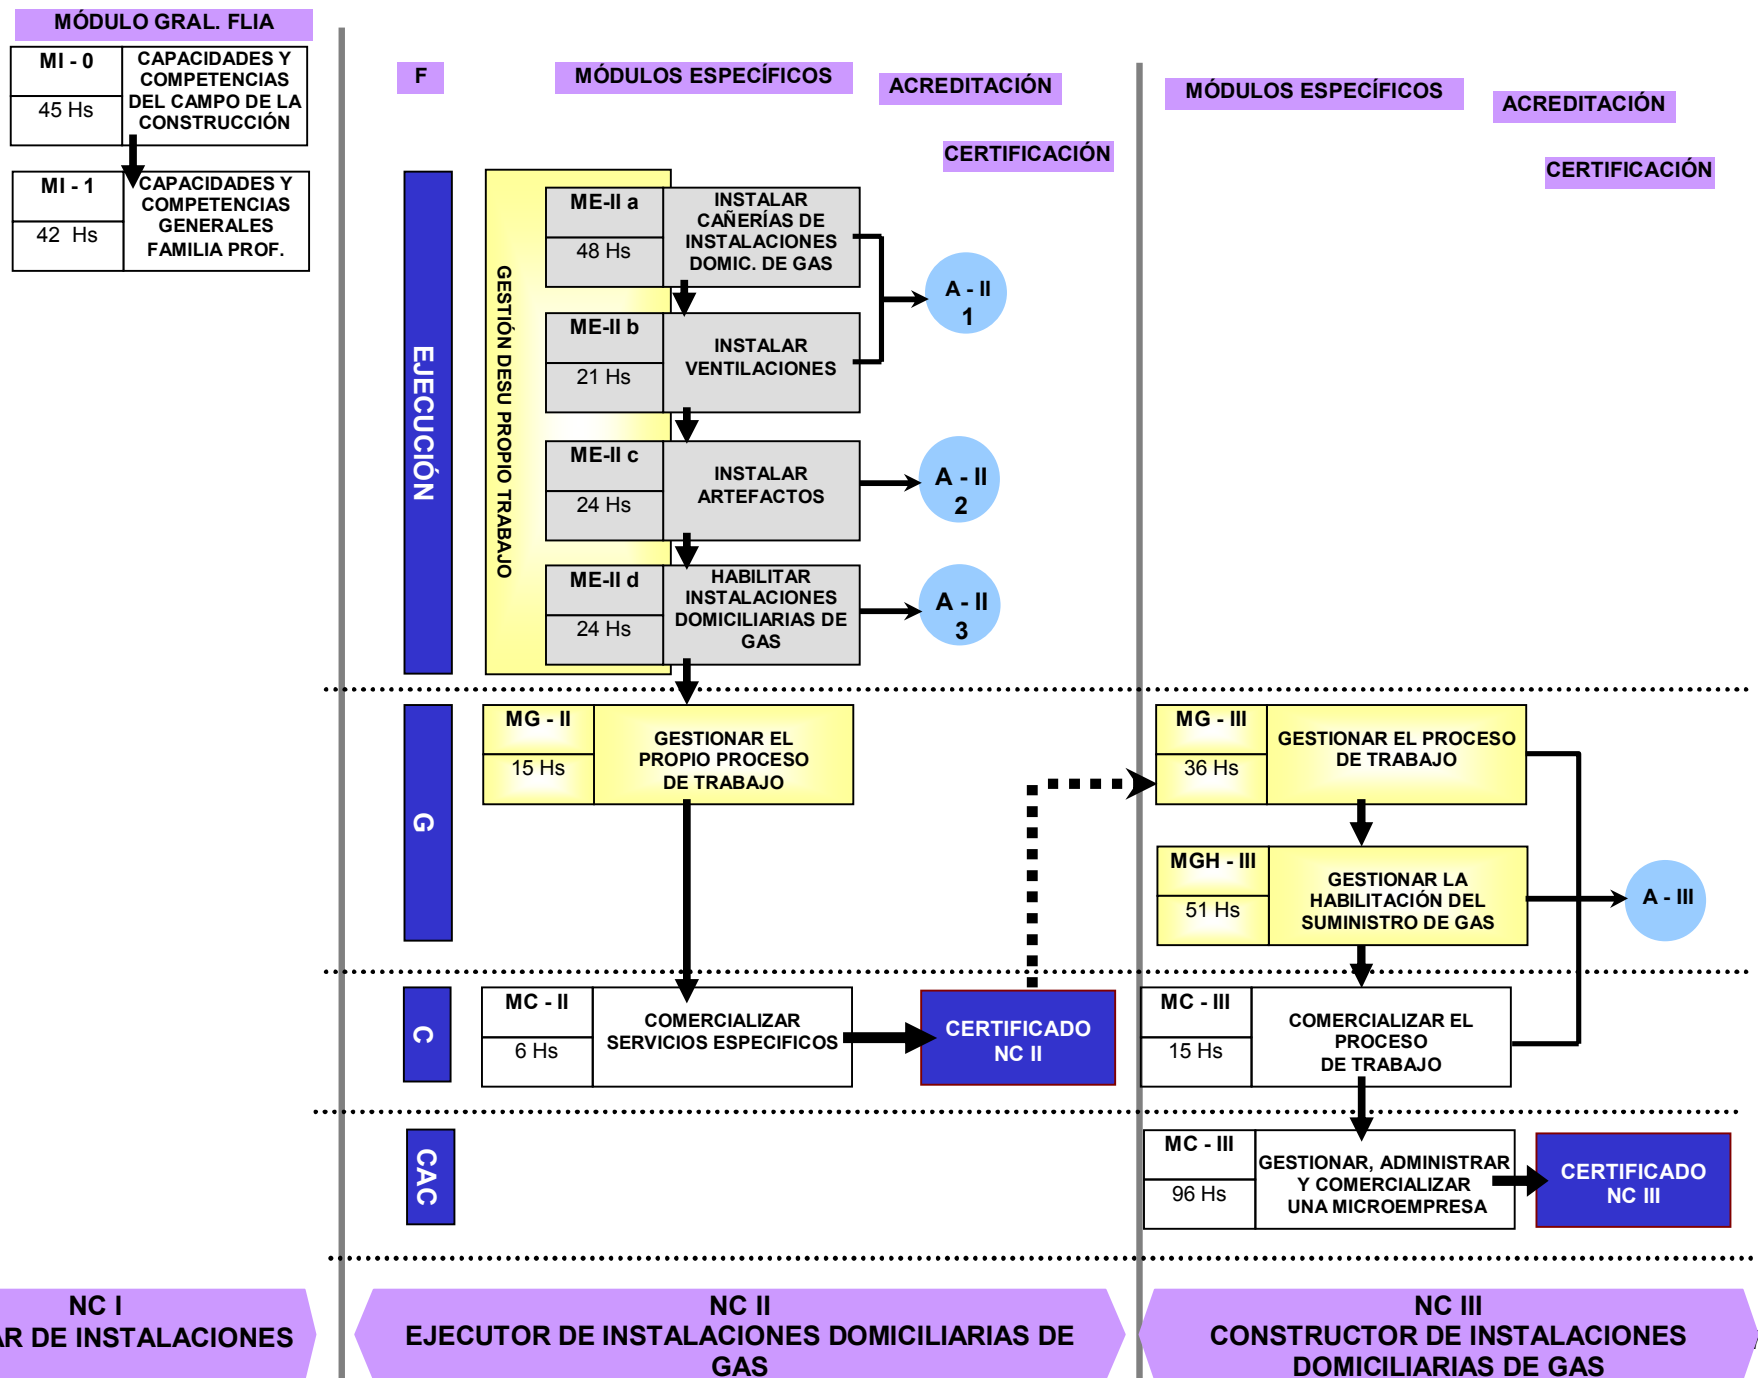 MÓDULO GRAL. FLIA
MI - 0
45 Hs
CAPACIDADES Y
COMPETENCIAS
DEL CAMPO DE LA
CONSTRUCCIÓN
MI - 1
42 Hs
CAPACIDADES Y
COMPETENCIAS
GENERALES
FAMILIA PROF.
F
MÓDULOS ESPECÍFICOS
ACREDITACIÓN
CERTIFICACIÓN
MÓDULOS ESPECÍFICOS
ACREDITACIÓN
CERTIFICACIÓN
EJECUCIÓN
GESTIÓN DESU PROPIO TRABAJO
ME-II a
48 Hs
INSTALAR
CAÑERÍAS DE
INSTALACIONES
DOMIC. DE GAS
A - II
1
ME-II b
21 Hs
INSTALAR
VENTILACIONES
ME-II c
24 Hs
INSTALAR
ARTEFACTOS
A - II
2
ME-II d
24 Hs
HABILITAR
INSTALACIONES
DOMICILIARIAS DE
GAS
A - II
3
G
MG - II
15 Hs
GESTIONAR EL
PROPIO PROCESO
DE TRABAJO
MG - III
36 Hs
GESTIONAR EL PROCESO
DE TRABAJO
MGH - III
51 Hs
GESTIONAR LA
HABILITACIÓN DEL
SUMINISTRO DE GAS
A - III
C
MC - II
6 Hs
COMERCIALIZAR
SERVICIOS ESPECIFICOS
CERTIFICADO
NC II
MC - III
15 Hs
COMERCIALIZAR EL
PROCESO
DE TRABAJO
CAC
MC - III
96 Hs
GESTIONAR, ADMINISTRAR
Y COMERCIALIZAR
UNA MICROEMPRESA
CERTIFICADO
NC III
NC I
AR DE INSTALACIONES
NC II
EJECUTOR DE INSTALACIONES DOMICILIARIAS DE
GAS
NC III
CONSTRUCTOR DE INSTALACIONES
DOMICILIARIAS DE GAS